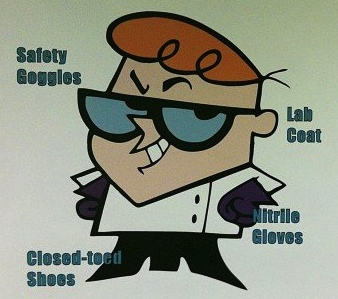 Safety
Goggles
Lab
Coat
Nitrile
Gloves
Closed-toed
Shoes